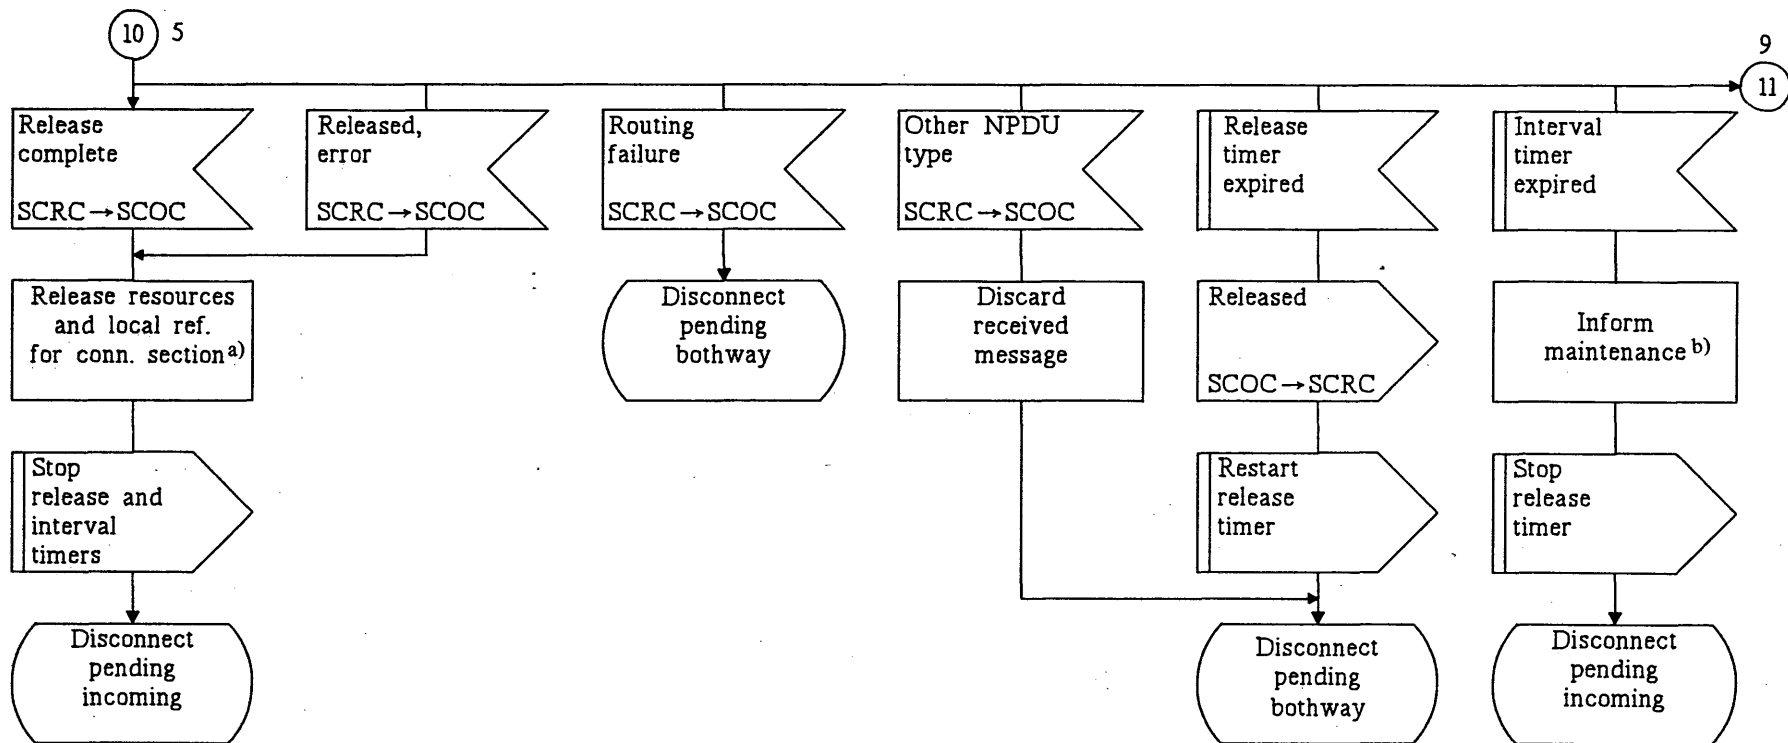 10 5
9
11
Release
complete
SCRC→SCOC
Released,
error
SCRC→SCOC
Routing
failure
SCRC→SCOC
Other NPDU
type
SCRC→SCOC
Release
timer
expired
Interval
timer
expired
Release resources
and local ref.
for conn. section a)
Disconnect
pending
bothway
Discard
received
message
Released
SCOC→SCRC
Inform
maintenance b)
Stop
release and
interval
timers
Restart
release
timer
Stop
release
timer
Disconnect
pending
incoming
Disconnect
pending
bothway
Disconnect
pending
incoming